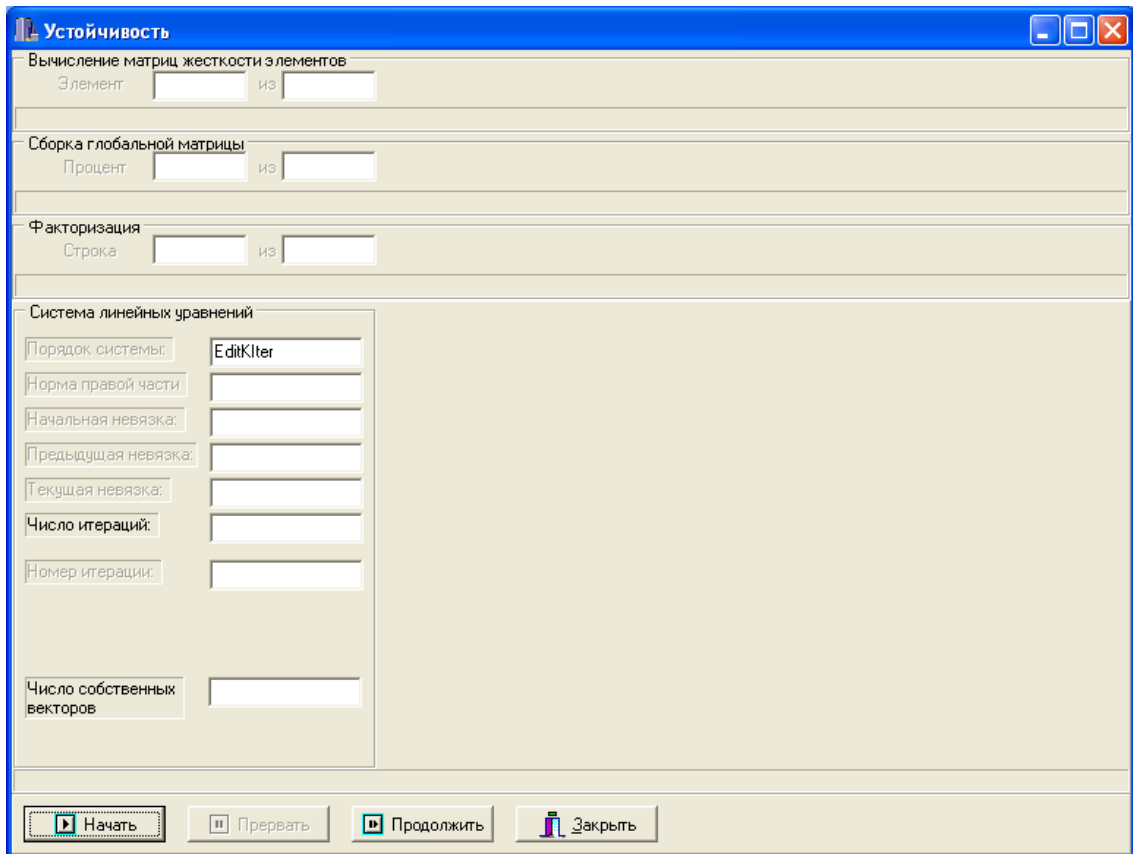 Устойчивость
Вычисление матриц жесткости элементов
Элемент из
Сборка глобальной матрицы
Процент из
Факторизация
Строка из
Система линейных уравнений
Порядок системы: EditKIter
Норма правой части
Начальная невязка:
Предыдущая невязка:
Текущая невязка:
Число итераций:
Номер итерации:
Число собственных
векторов
Начать Прервать Продолжить Закрыть